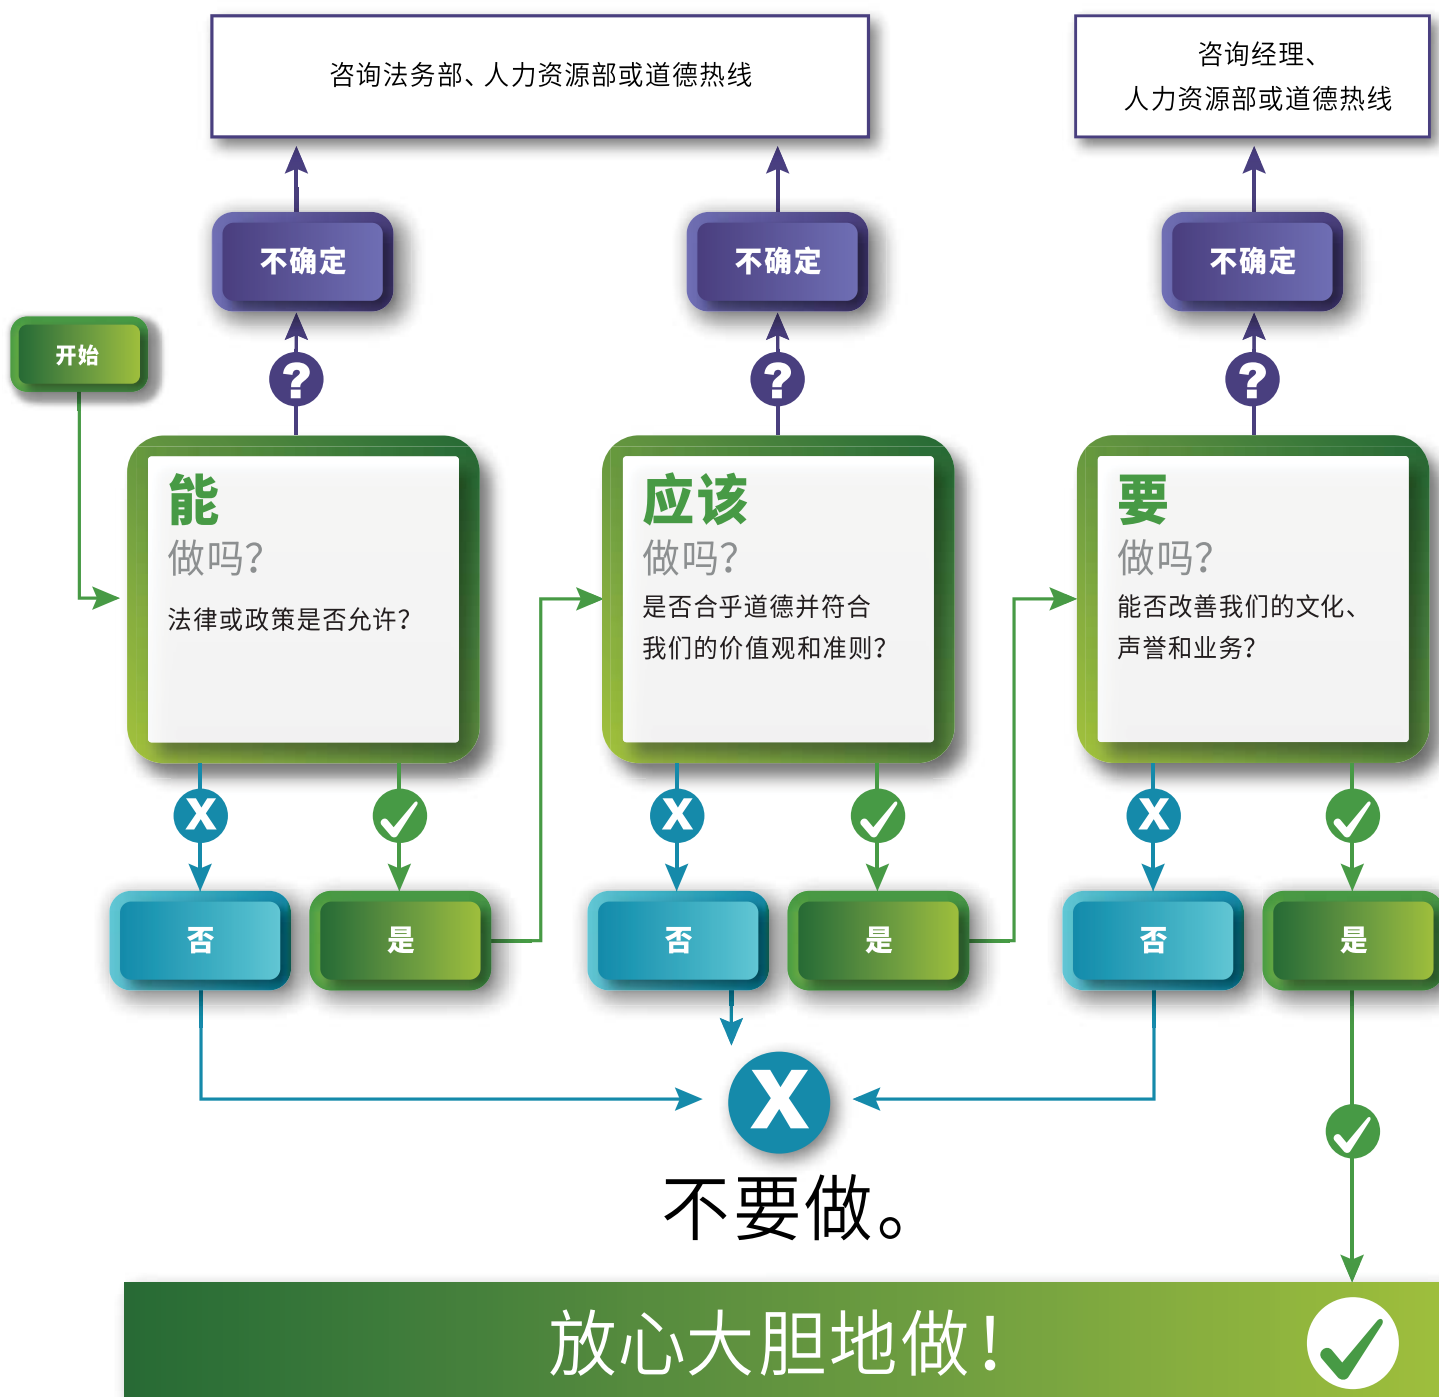 咨询法务部、人力资源部或道德热线
咨询经理、
人力资源部或道德热线
不确定
不确定
不确定
开始
?
?
?
能
做吗？
法律或政策是否允许？
应该
做吗？
是否合乎道德并符合
我们的价值观和准则？
要
做吗？
能否改善我们的文化、
声誉和业务？
X
X
X
否
是
否
是
否
是
X
不要做。
放心大胆地做！